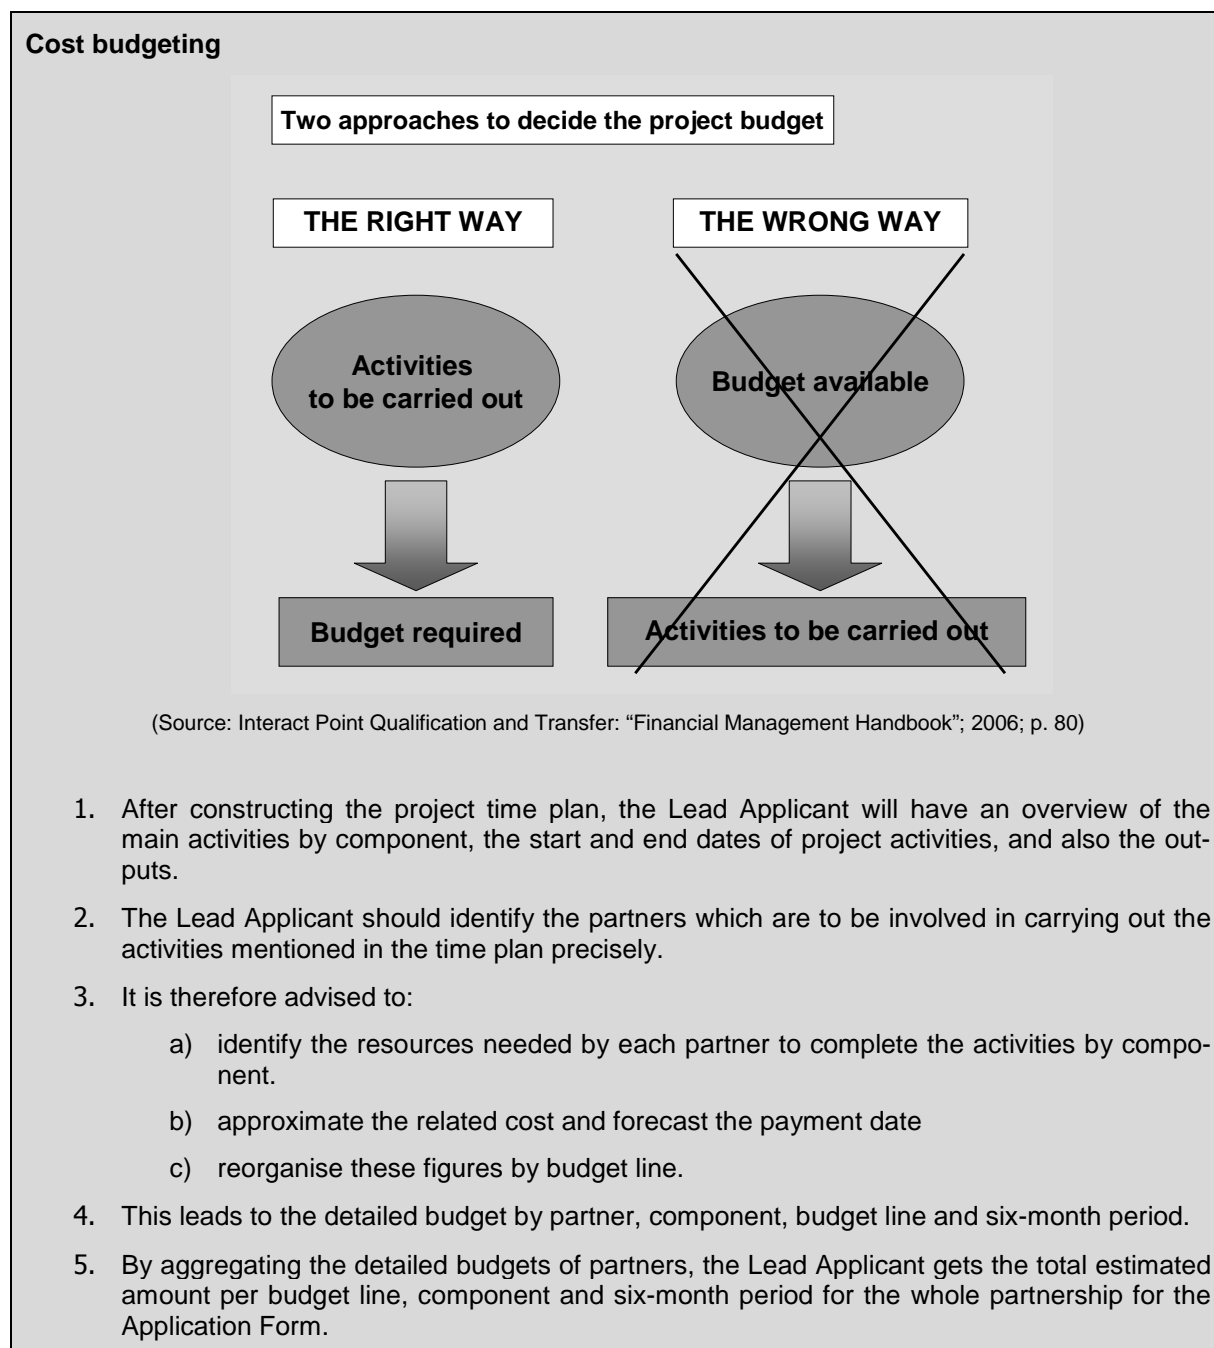 Cost budgeting
Two approaches to decide the project budget
THE RIGHT WAY
THE WRONG WAY
Activities
to be carried out
Budget available
Budget required
Activities to be carried out
(Source: Interact Point Qualification and Transfer: “Financial Management Handbook”; 2006; p. 80)
1. After constructing the project time plan, the Lead Applicant will have an overview of the
main activities by component, the start and end dates of project activities, and also the out-
puts.
2. The Lead Applicant should identify the partners which are to be involved in carrying out the
activities mentioned in the time plan precisely.
3. It is therefore advised to:
a) identify the resources needed by each partner to complete the activities by compo-
nent.
b) approximate the related cost and forecast the payment date
c) reorganise these figures by budget line.
4. This leads to the detailed budget by partner, component, budget line and six-month period.
5. By aggregating the detailed budgets of partners, the Lead Applicant gets the total estimated
amount per budget line, component and six-month period for the whole partnership for the
Application Form.